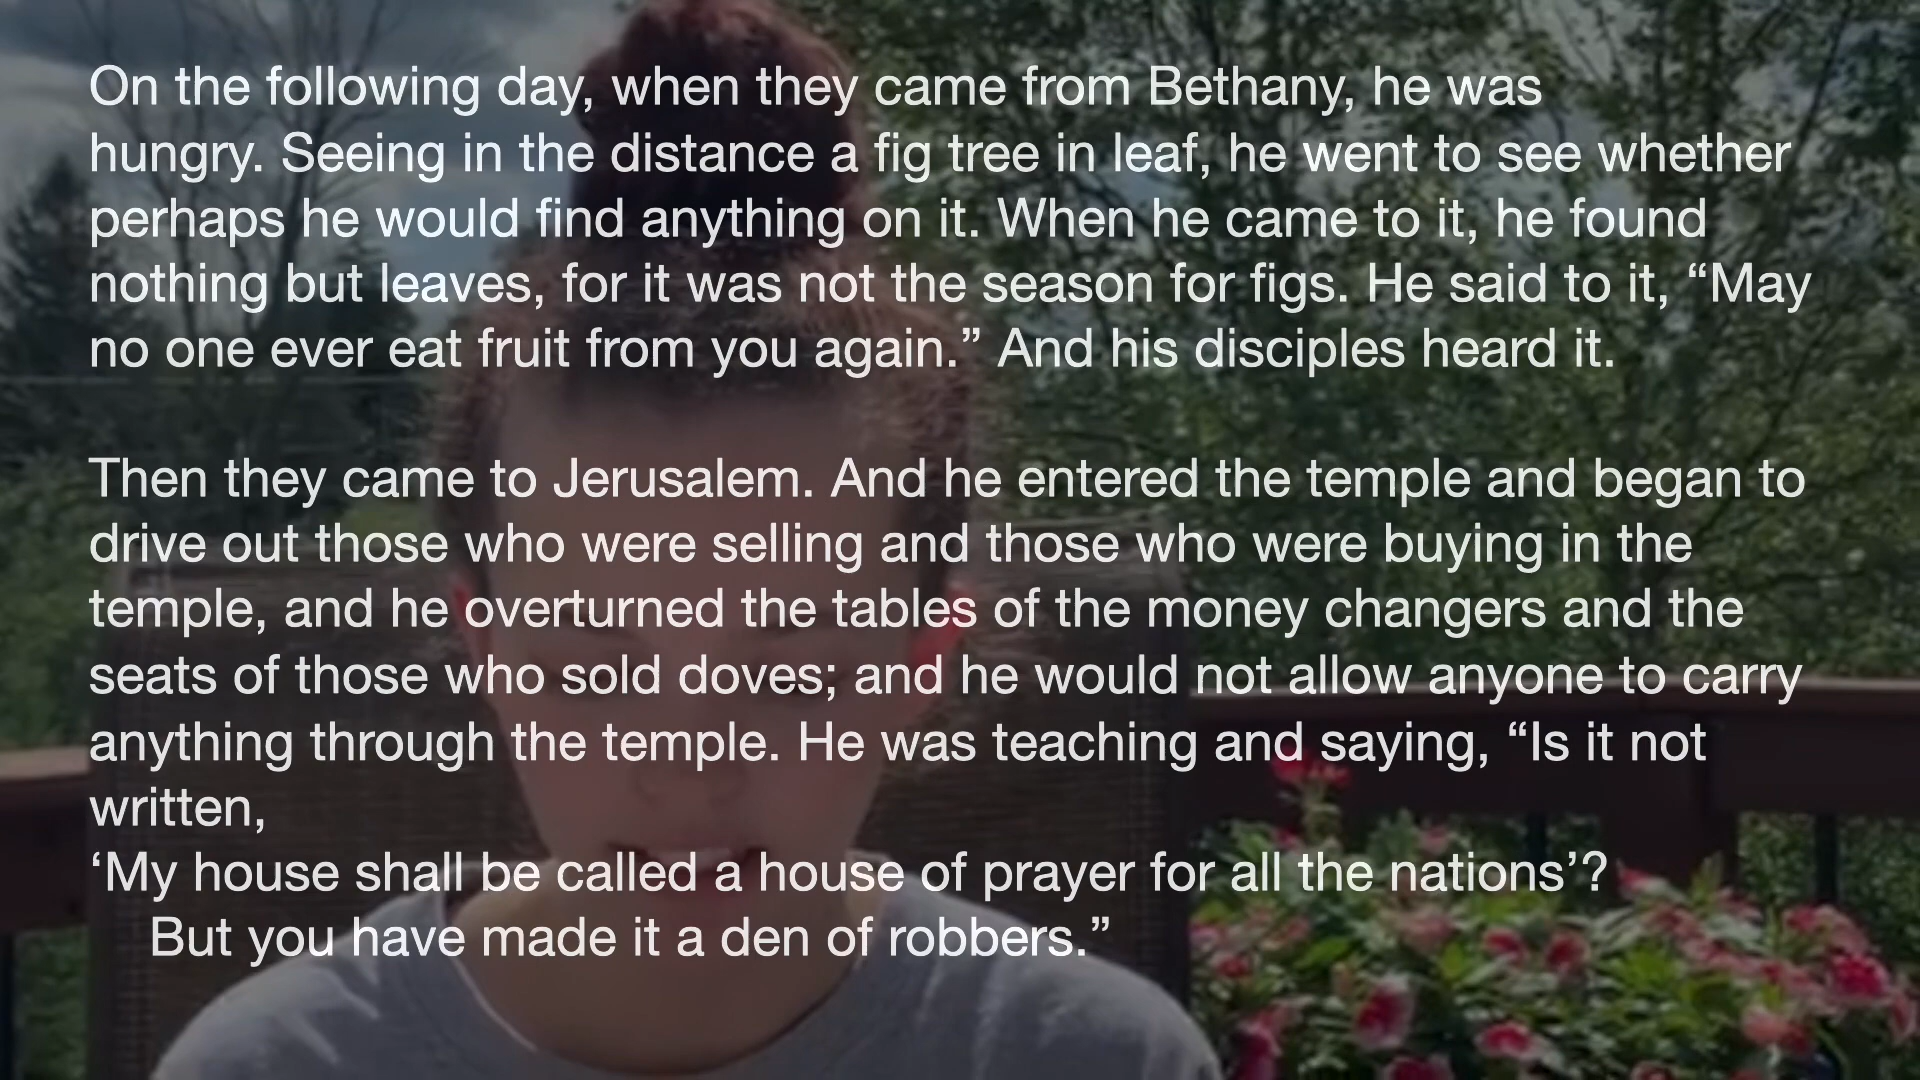 On the following day, when they came from Bethany, he was
hungry. Seeing in the distance a fig tree in leaf, he went to see whether
perhaps he would find anything on it. When he came to it, he found
nothing but leaves, for it was not the season for figs. He said to it, “May
no one ever eat fruit from you again.” And his disciples heard it.
Then they came to Jerusalem. And he entered the temple and began to
drive out those who were selling and those who were buying in the
temple, and he overturned the tables of the money changers and the
seats of those who sold doves; and he would not allow anyone to carry
anything through the temple. He was teaching and saying, “Is it not
written,
‘My house shall be called a house of prayer for all the nations’?
But you have made it a den of robbers.”